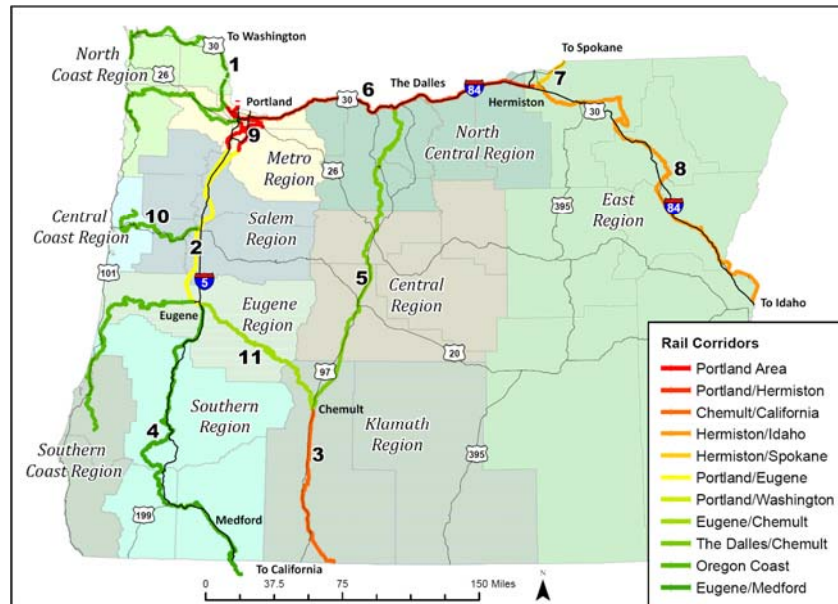 To Washington
To Spokane
30
North
Coast Region
1
26
The Dalles
6
84
7
Portland
30
Hermiston
30
9
Metro
Region
26
North
Central Region
8
395
East
Region
84
10
Central
Coast Region
Salem
Region
2
101
5
5
Central
Region
To Idaho
Eugene
Eugene
Region
20
11
97
Chemult
Southern
Region
Klamath
Region
4
Southern
Coast Region
3
395
199
Medford
To California
0 37.5 75 150 Miles
N
Rail Corridors
Portland Area
Portland/Hermiston
Chemult/California
Hermiston/Idaho
Hermiston/Spokane
Portland/Eugene
Portland/Washington
Eugene/Chemult
The Dalles/Chemult
Oregon Coast
Eugene/Medford